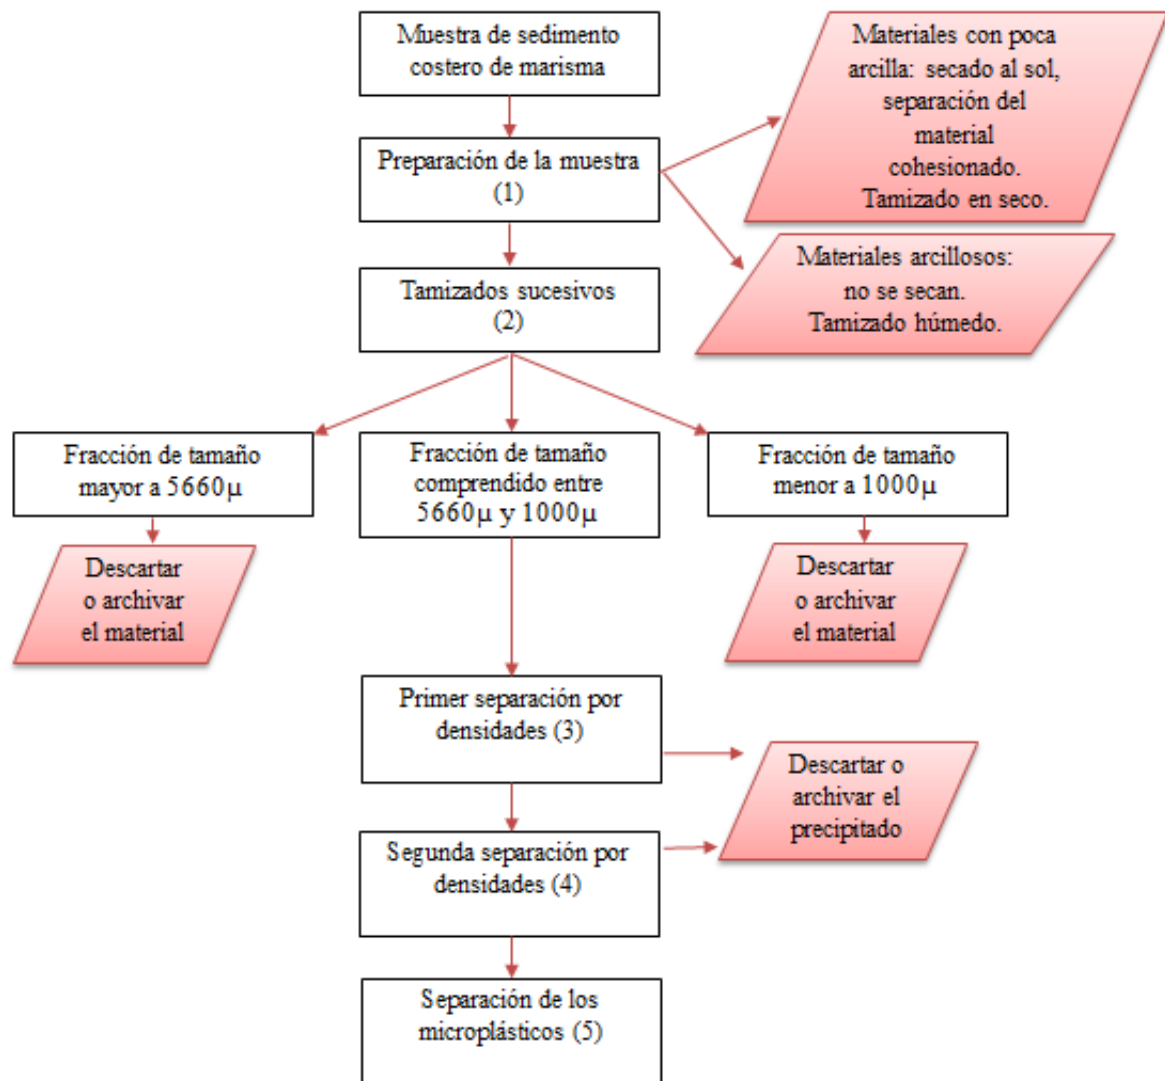 Muestra de sedimento
costero de marisma
Materiales con poca
arcilla: secado al sol,
separación del
material
cohesionado.
Tamizado en seco.
Preparación de la muestra
(1)
Materiales arcillosos:
no se secan.
Tamizado húmedo.
Tamizados sucesivos
(2)
Fracción de tamaño
mayor a 5660µ
Fracción de tamaño
comprendido entre
5660µ y 1000µ
Fracción de tamaño
menor a 1000µ
Descartar
o archivar
el material
Descartar
o archivar
el material
Primer separación por
densidades (3)
Descartar o
archivar el
precipitado
Segunda separación por
densidades (4)
Separación de los
microplásticos (5)